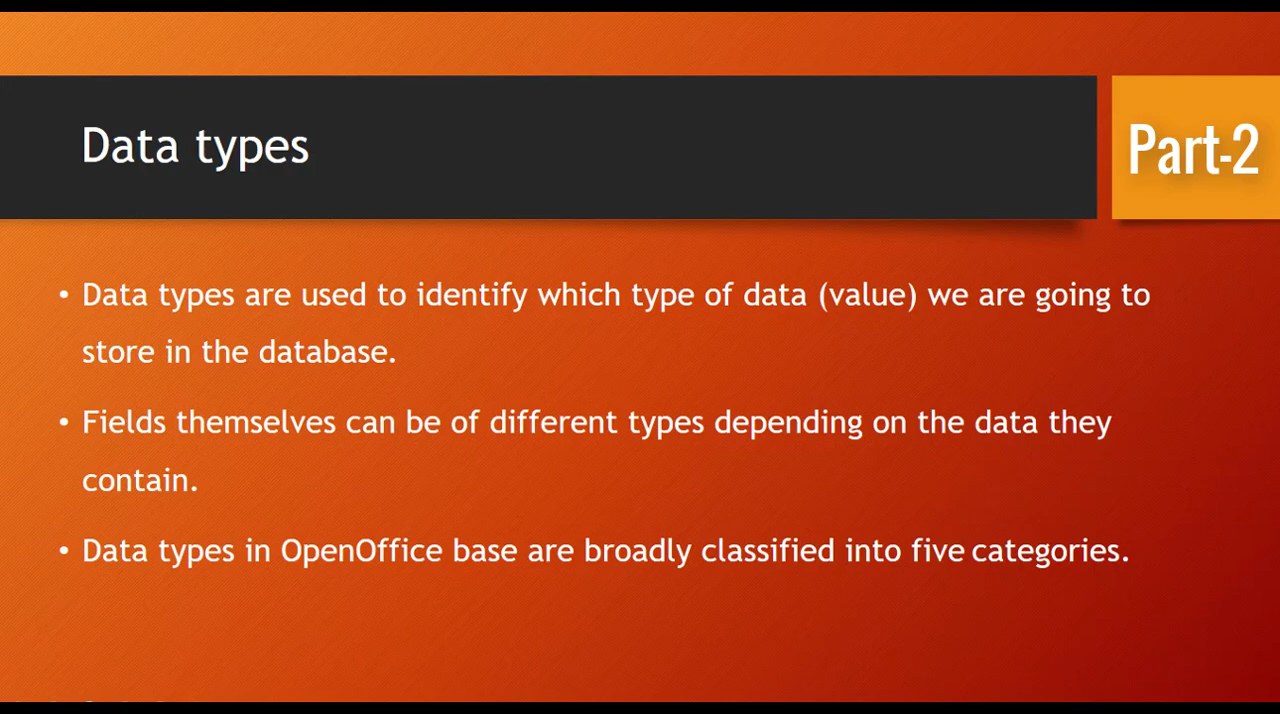 Data types
Part-2
• Data types are used to identify which type of data (value) we are going to
store in the database.
• Fields themselves can be of different types depending on the data they
contain.
• Data types in OpenOffice base are broadly classified into five categories.